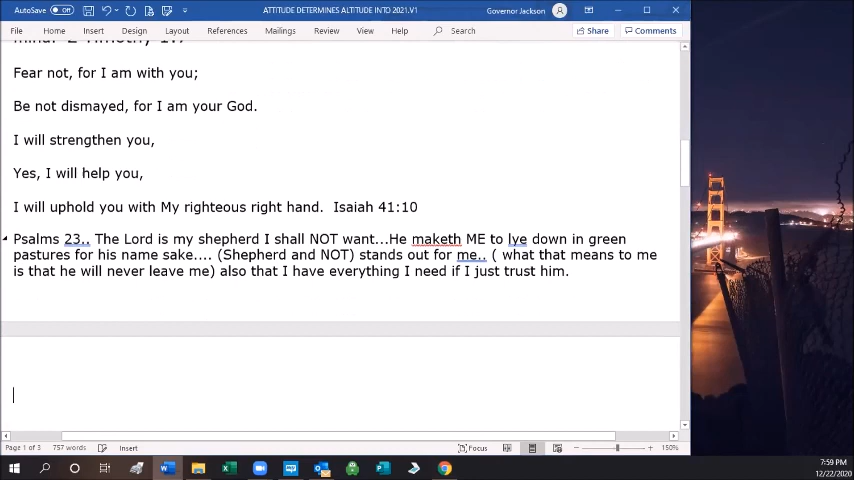 AutoSave Off ATTITUDE DETERMINES ALTITUDE INTO 2021.V1 Governor Jackson
File Home Insert Draw Design Layout References Mailings Review View Help Search Share Comments
Fear not, for I am with you;
Be not dismayed, for I am your God.
I will strengthen you,
Yes, I will help you,
I will uphold you with My righteous right hand. Isaiah 41:10
Psalms 23.. The Lord is my shepherd I shall NOT want...He maketh ME to lye down in green
pastures for his name sake.... (Shepherd and NOT) stands out for me.. ( what that means to me
is that he will never leave me) also that I have everything I need if I just trust him.
Page 1 of 3 757 words Insert Focus 150%
7:59 PM
12/22/2020